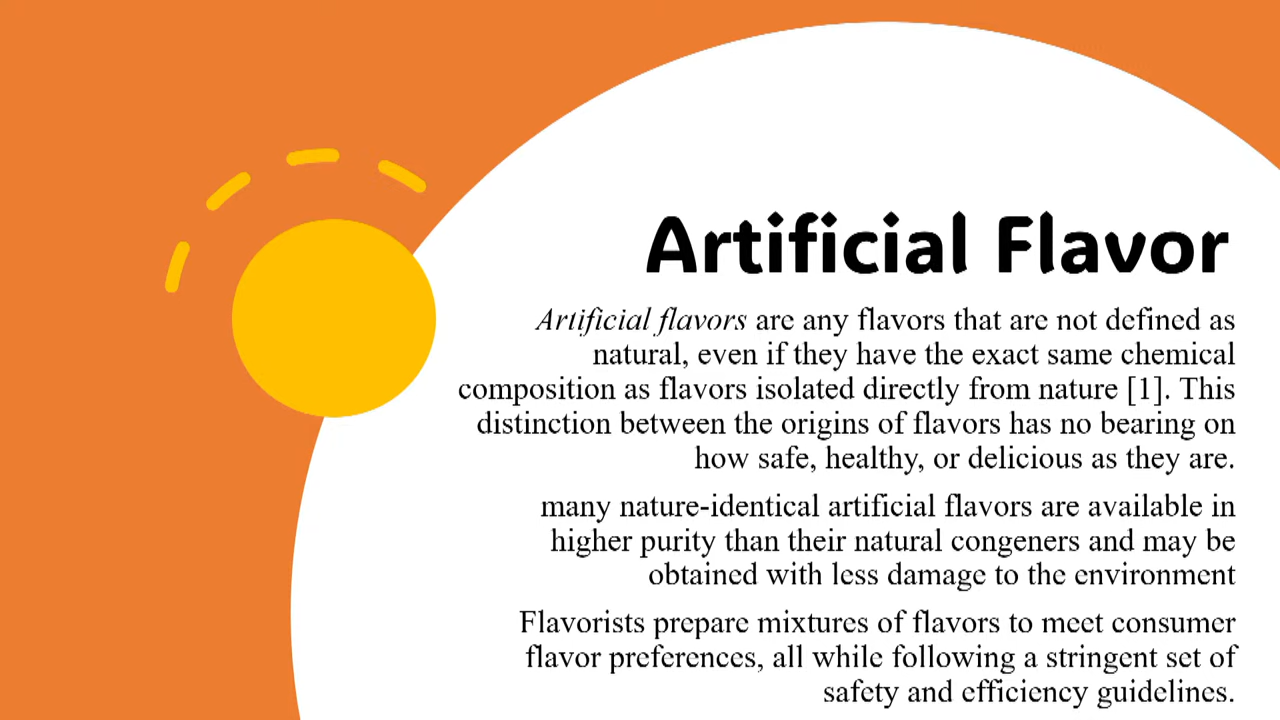 Artificial Flavor
Artificial flavors are any flavors that are not defined as
natural, even if they have the exact same chemical
composition as flavors isolated directly from nature [1]. This
distinction between the origins of flavors has no bearing on
how safe, healthy, or delicious as they are.
many nature-identical artificial flavors are available in
higher purity than their natural congeners and may be
obtained with less damage to the environment
Flavorists prepare mixtures of flavors to meet consumer
flavor preferences, all while following a stringent set of
safety and efficiency guidelines.